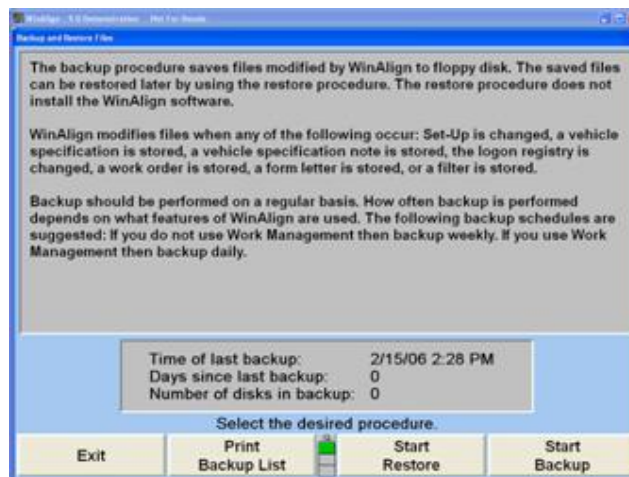 WinAlign - 9.0 Demonstration - Not For Resale
Backup and Restore Files
The backup procedure saves files modified by WinAlign to floppy disk. The saved files
can be restored later by using the restore procedure. The restore procedure does not
install the WinAlign software.
WinAlign modifies files when any of the following occur: Set-Up is changed, a vehicle
specification is stored, a vehicle specification note is stored, the logon registry is
changed, a work order is stored, a form letter is stored, or a filter is stored.
Backup should be performed on a regular basis. How often backup is performed
depends on what features of WinAlign are used. The following backup schedules are
suggested: If you do not use Work Management then backup weekly. If you use Work
Management then backup daily.
Time of last backup: 2/15/06 2:28 PM
Days since last backup: 0
Number of disks in backup: 0
Select the desired procedure.
Exit
Print
Backup List
Start
Restore
Start
Backup